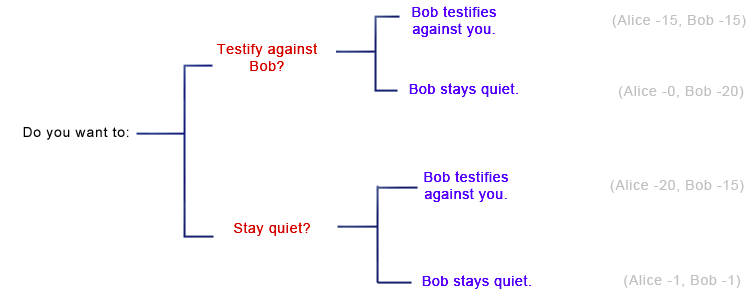 Bob testifies
against you.
(Alice -15, Bob -15)
Testify against
Bob?
Bob stays quiet.
(Alice -0, Bob -20)
Do you want to:
Bob testifies
against you.
(Alice -20, Bob -15)
Stay quiet?
Bob stays quiet.
(Alice -1, Bob -1)